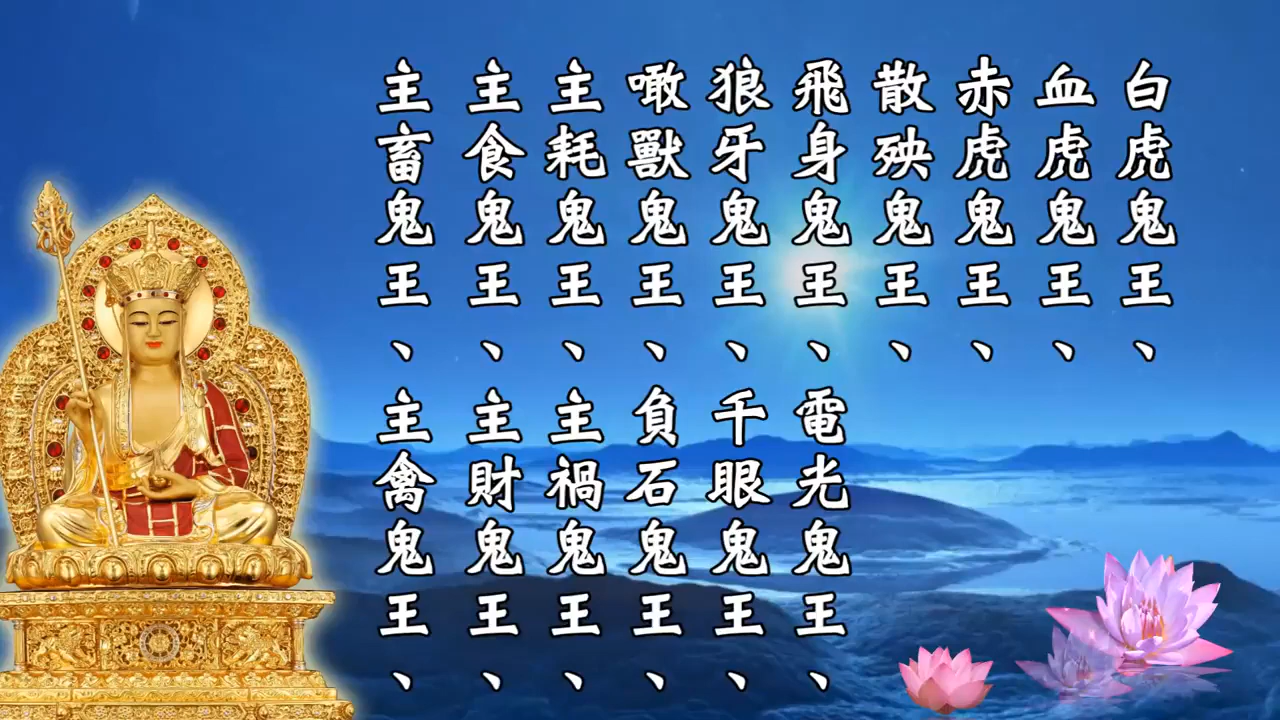 白虎鬼王、
血虎鬼王、
赤虎鬼王、
散殃鬼王、
飛身鬼王、電光鬼王、
狼牙鬼王、千眼鬼王、
噉獸鬼王、負石鬼王、
主耗鬼王、主禍鬼王、
主食鬼王、主財鬼王、
主畜鬼王、主禽鬼王、